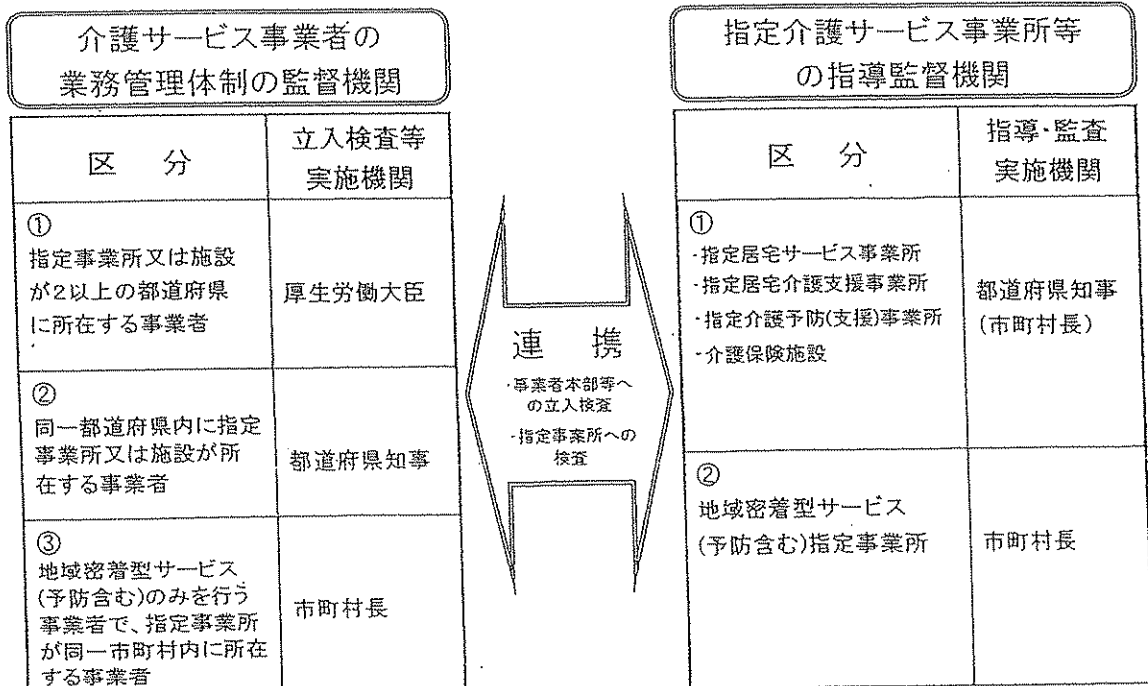 介護サービス事業者の
業務管理体制の監督機関
区 分
立入検査等
実施機関
①
指定事業所又は施設
が2以上の都道府県
に所在する事業者
厚生労働大臣
②
同一都道府県内に指定
事業所又は施設が所
在する事業者
都道府県知事
③
地域密着型サービス
(予防含む)のみを行う
事業者で、指定事業所
が同一市町村内に所在
する事業者
市町村長
連 携
・事業者本部等へ
の立入検査
・指定事業所への
検査
指定介護サービス事業所等
の指導監督機関
区 分
指導・監査
実施機関
①
・指定居宅サービス事業所
・指定居宅介護支援事業所
・指定介護予防(支援)事業所
・介護保険施設
都道府県知事
(市町村長)
②
地域密着型サービス
(予防含む)指定事業所
市町村長